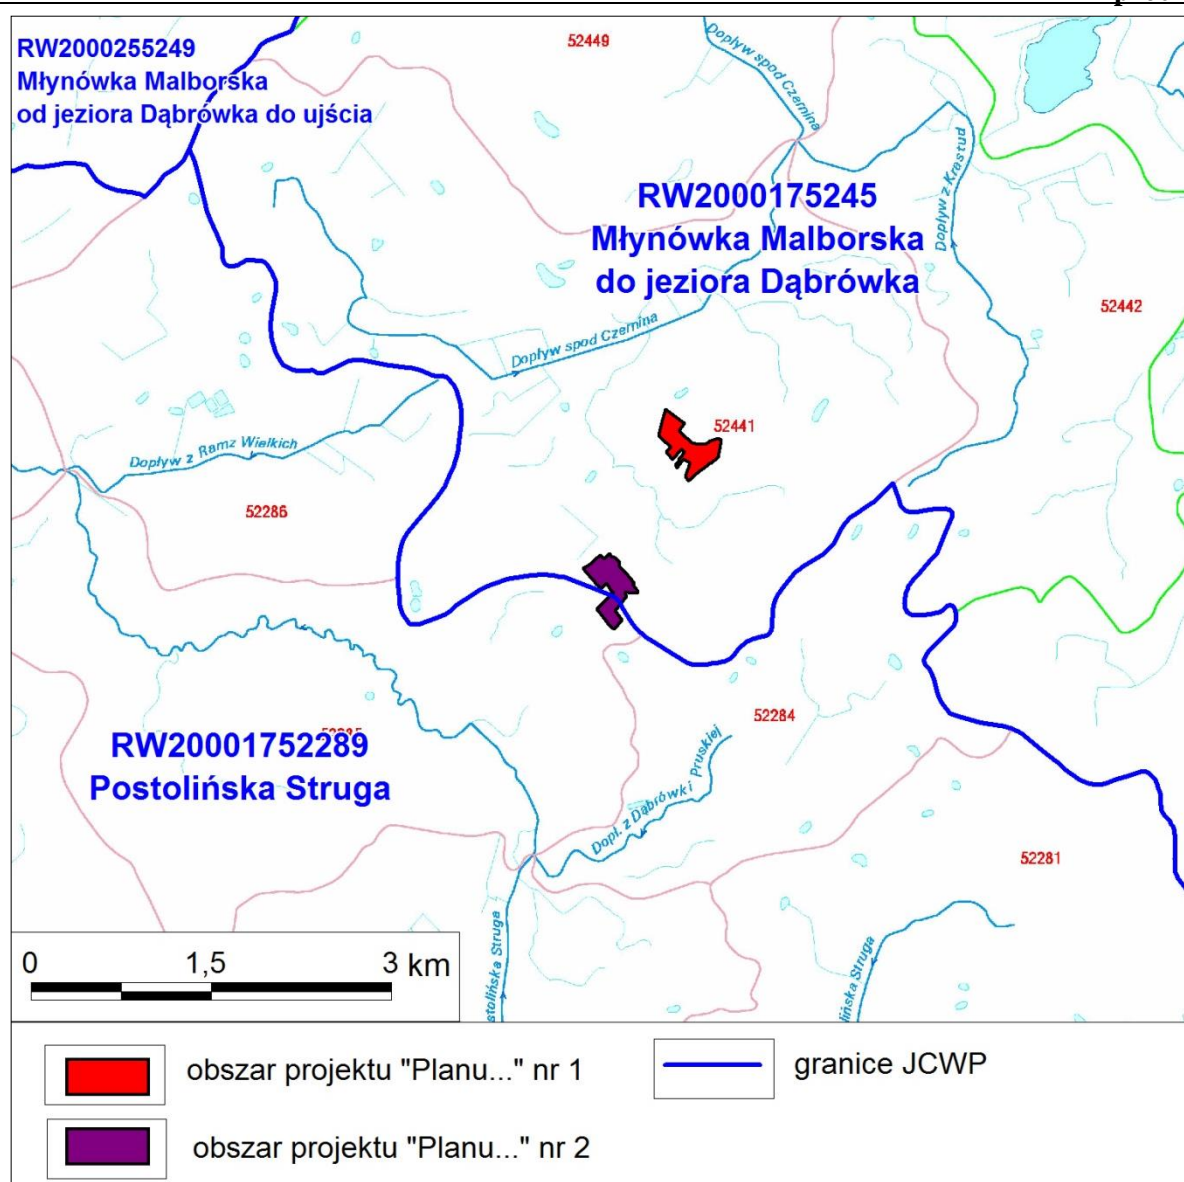 RW2000255249
Młynówka Malborska
od jeziora Dąbrówka do ujścia
52449
Dopływ spod Czernina
RW2000175245
Młynówka Malborska
do jeziora Dąbrówka
Dopływ z Krastud
52442
Dopływ spod Czernina
52441
Dopływ z Ramz Wielkich
52286
RW20001752289
Postolińska Struga
52284
Dopł. z Dąbrówki Pruskiej
52281
0 1,5 3 km
stolińska Struga
lińska Struga
obszar projektu "Planu..." nr 1
granice JCWP
obszar projektu "Planu..." nr 2